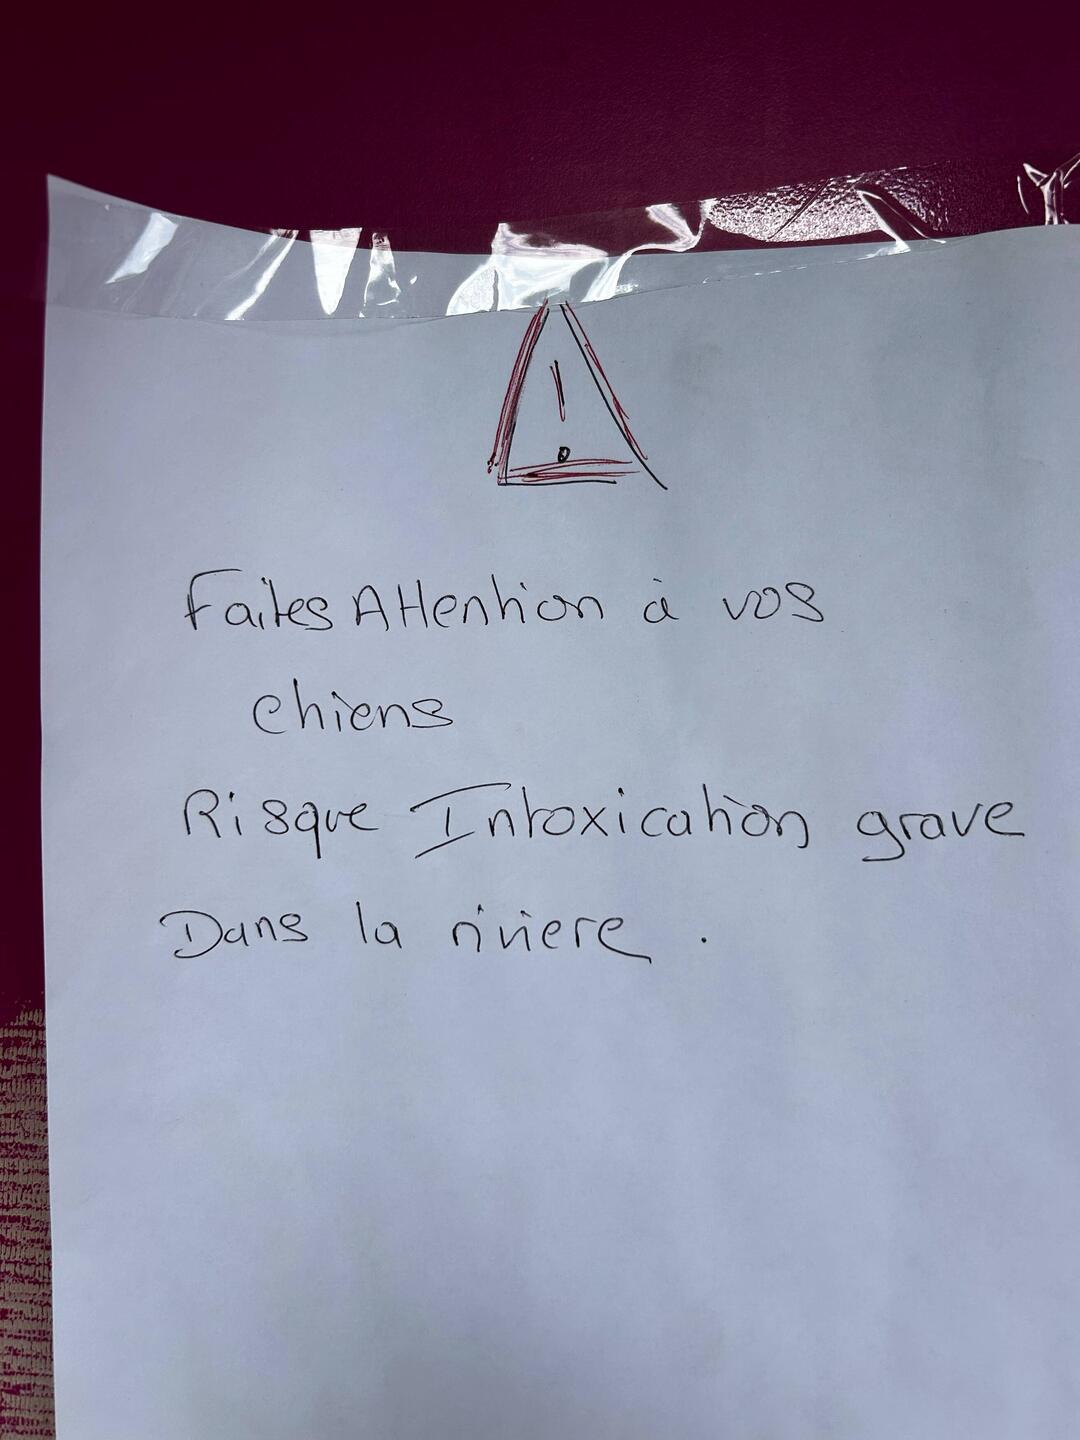 !
Faites Attention à vos
chiens
Risque Intoxication grave
Dans la riviere .